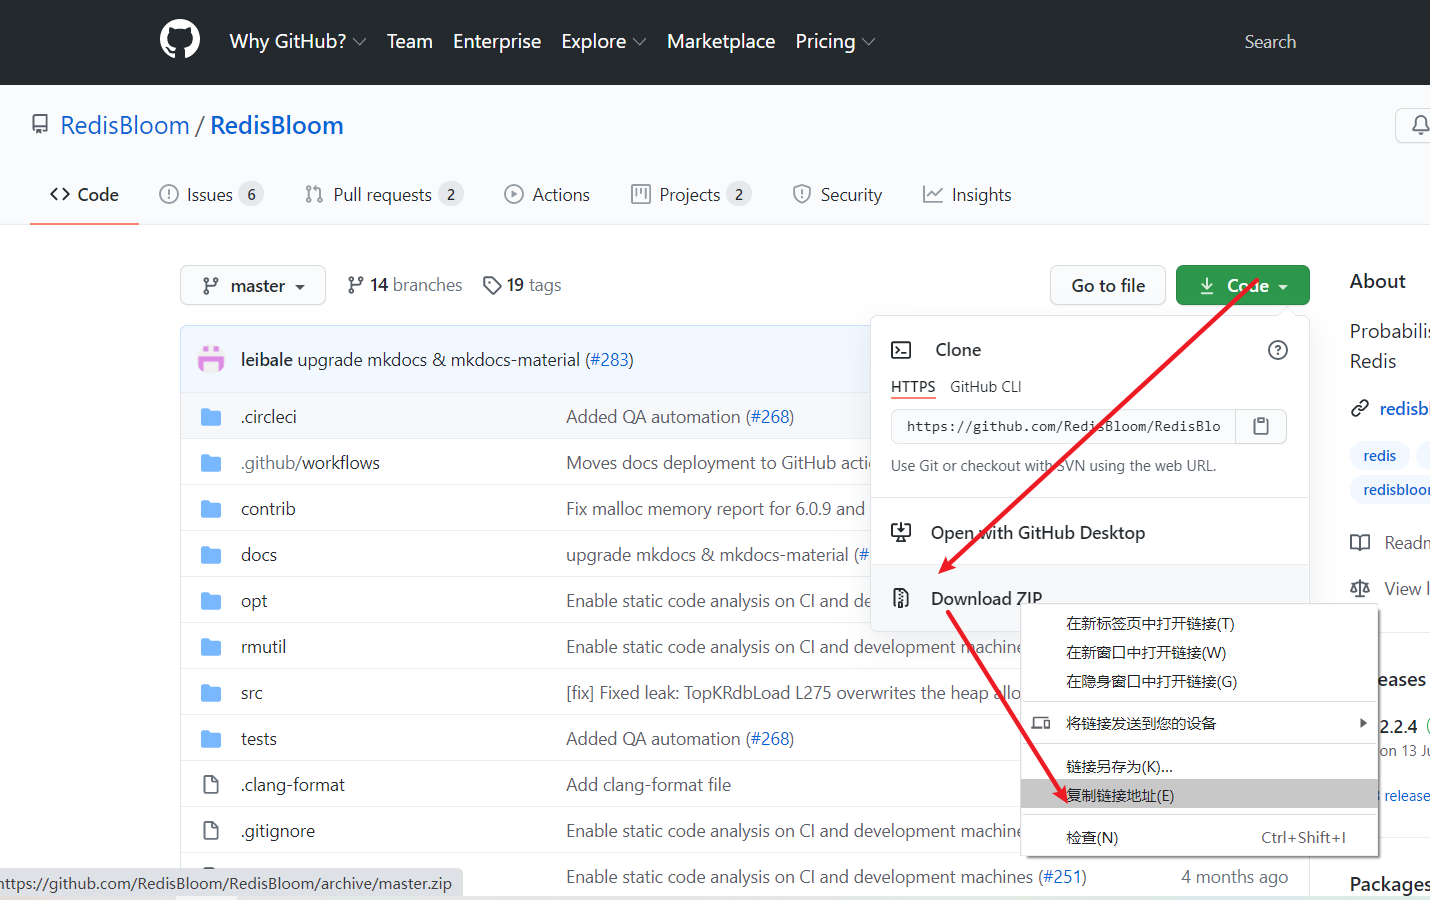 Why GitHub? Team Enterprise Explore Marketplace Pricing Search
RedisBloom / RedisBloom
Code Issues 6 Pull requests 2 Actions Projects 2 Security Insights
master 14 branches 19 tags Go to file Code
About
leibale upgrade mkdocs & mkdocs-material (#283)
Clone
HTTPS GitHub CLI
https://github.com/RedisBloom/RedisBlo
Use Git or checkout with SVN using the web URL.
Open with GitHub Desktop
Download ZIP
.circleci Added QA automation (#268)
.github/workflows Moves docs deployment to GitHub actio
contrib Fix malloc memory report for 6.0.9 and
docs upgrade mkdocs & mkdocs-material (#
opt Enable static code analysis on CI and de
rmutil Enable static code analysis on CI and development machine
src [fix] Fixed leak: TopKRdbLoad L275 overwrites the heap allo
tests Added QA automation (#268)
.clang-format Add clang-format file
.gitignore Enable static code analysis on CI and development machine
Enable static code analysis on CI and development machines (#251) 4 months ago
在新标签页中打开链接(T)
在新窗口中打开链接(W)
在隐身窗口中打开链接(G)
将链接发送到您的设备
链接另存为(K)...
复制链接地址(E)
检查(N) Ctrl+Shift+I
Probabilis
Redis
redisbl
redis
redisbloom
Readm
View l
eases
2.2.4
on 13 Ju
release
Packages
https://github.com/RedisBloom/RedisBloom/archive/master.zip